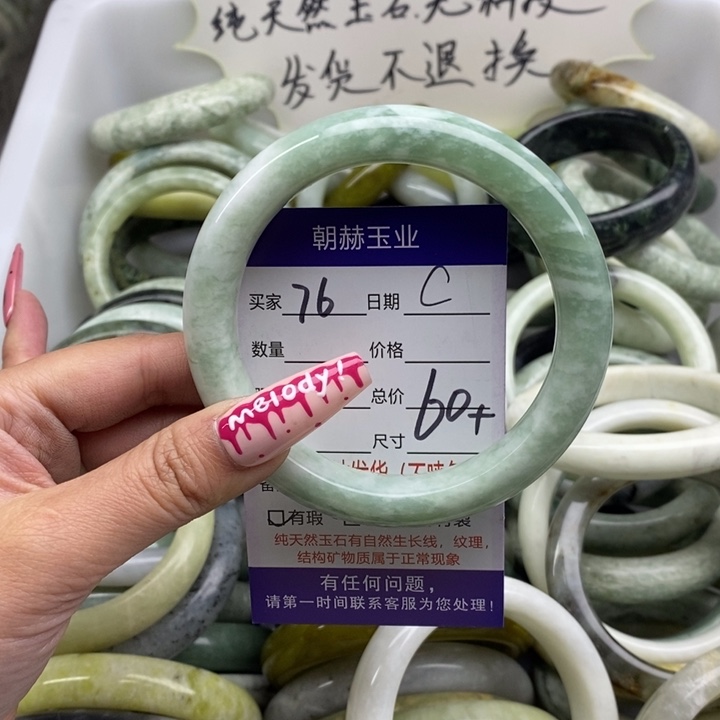 纯天然玉石.无
发货不退换
朝赫玉业
买家 76 日期 C
数量 价格
总价 60+
尺寸
melody!
有瑕
纯天然玉石有自然生长线，纹理，
结构矿物质属于正常现象
有任何问题，
请第一时间联系客服为您处理！